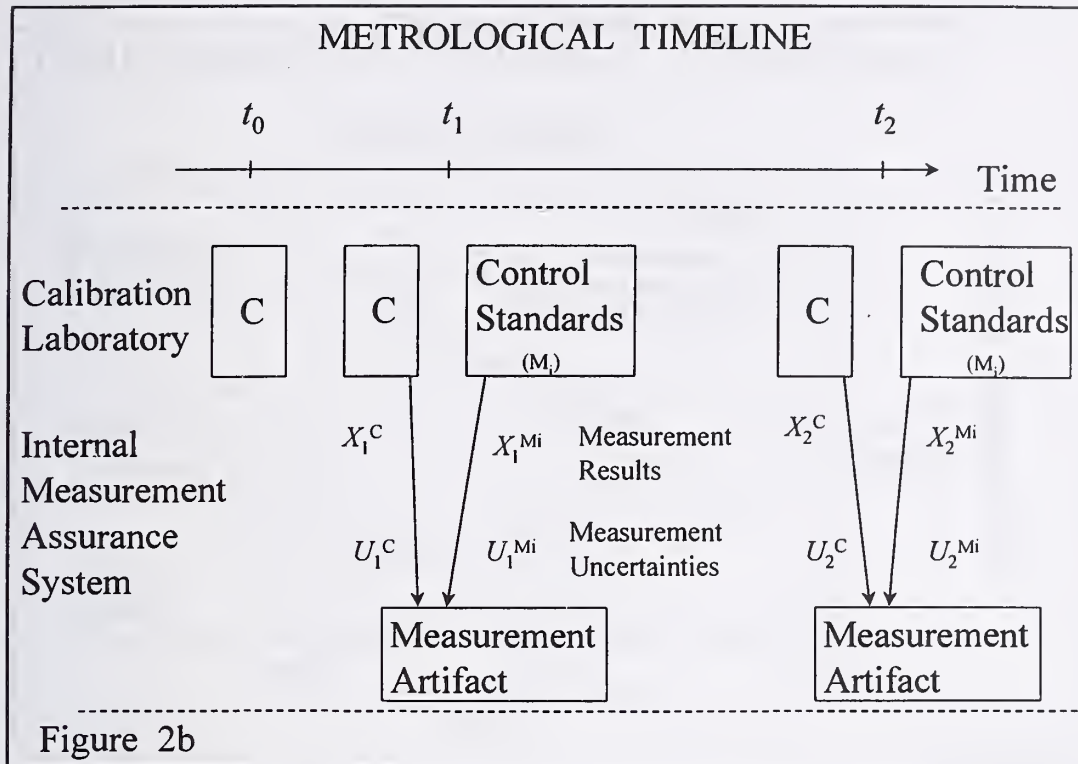 METROLOGICAL TIMELINE
t₀ t₁ t₂
Time
Calibration
Laboratory
C
C
Control
Standards
(Mᵢ)
C
Control
Standards
(Mᵢ)
Internal
Measurement
Assurance
System
X₁ᶜ
X₁ᴹⁱ
Measurement
Results
X₂ᶜ
X₂ᴹⁱ
U₁ᶜ
U₁ᴹⁱ
Measurement
Uncertainties
U₂ᶜ
U₂ᴹⁱ
Measurement
Artifact
Measurement
Artifact
Figure 2b